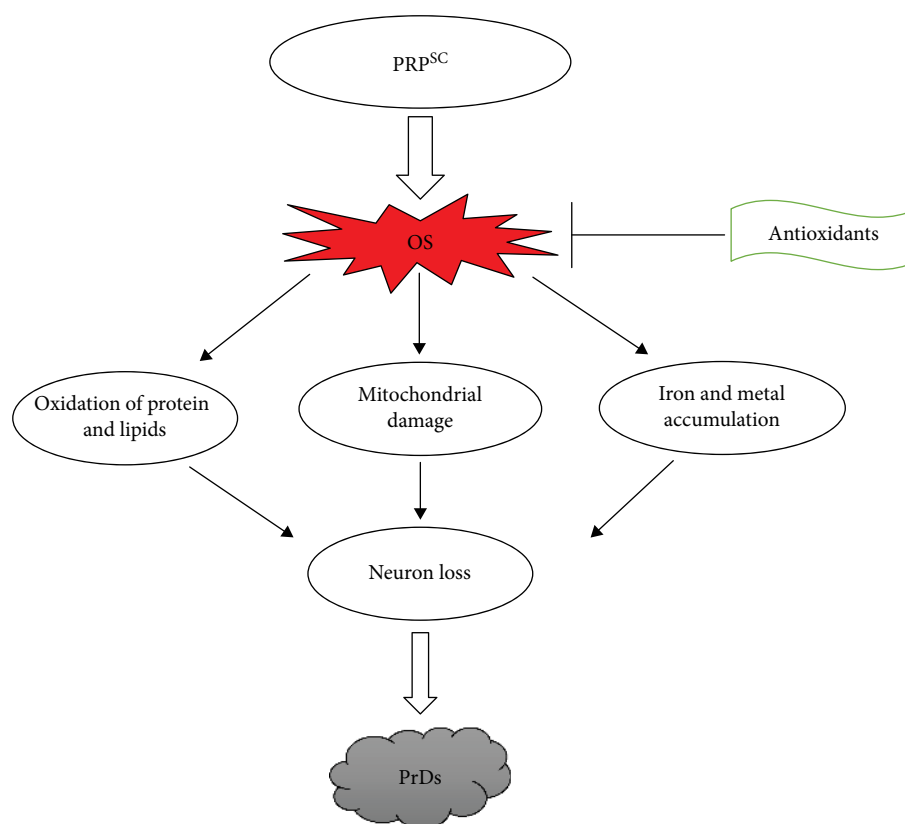 PRP^SC
OS
Antioxidants
Oxidation of protein
and lipids
Mitochondrial
damage
Iron and metal
accumulation
Neuron loss
PrDs